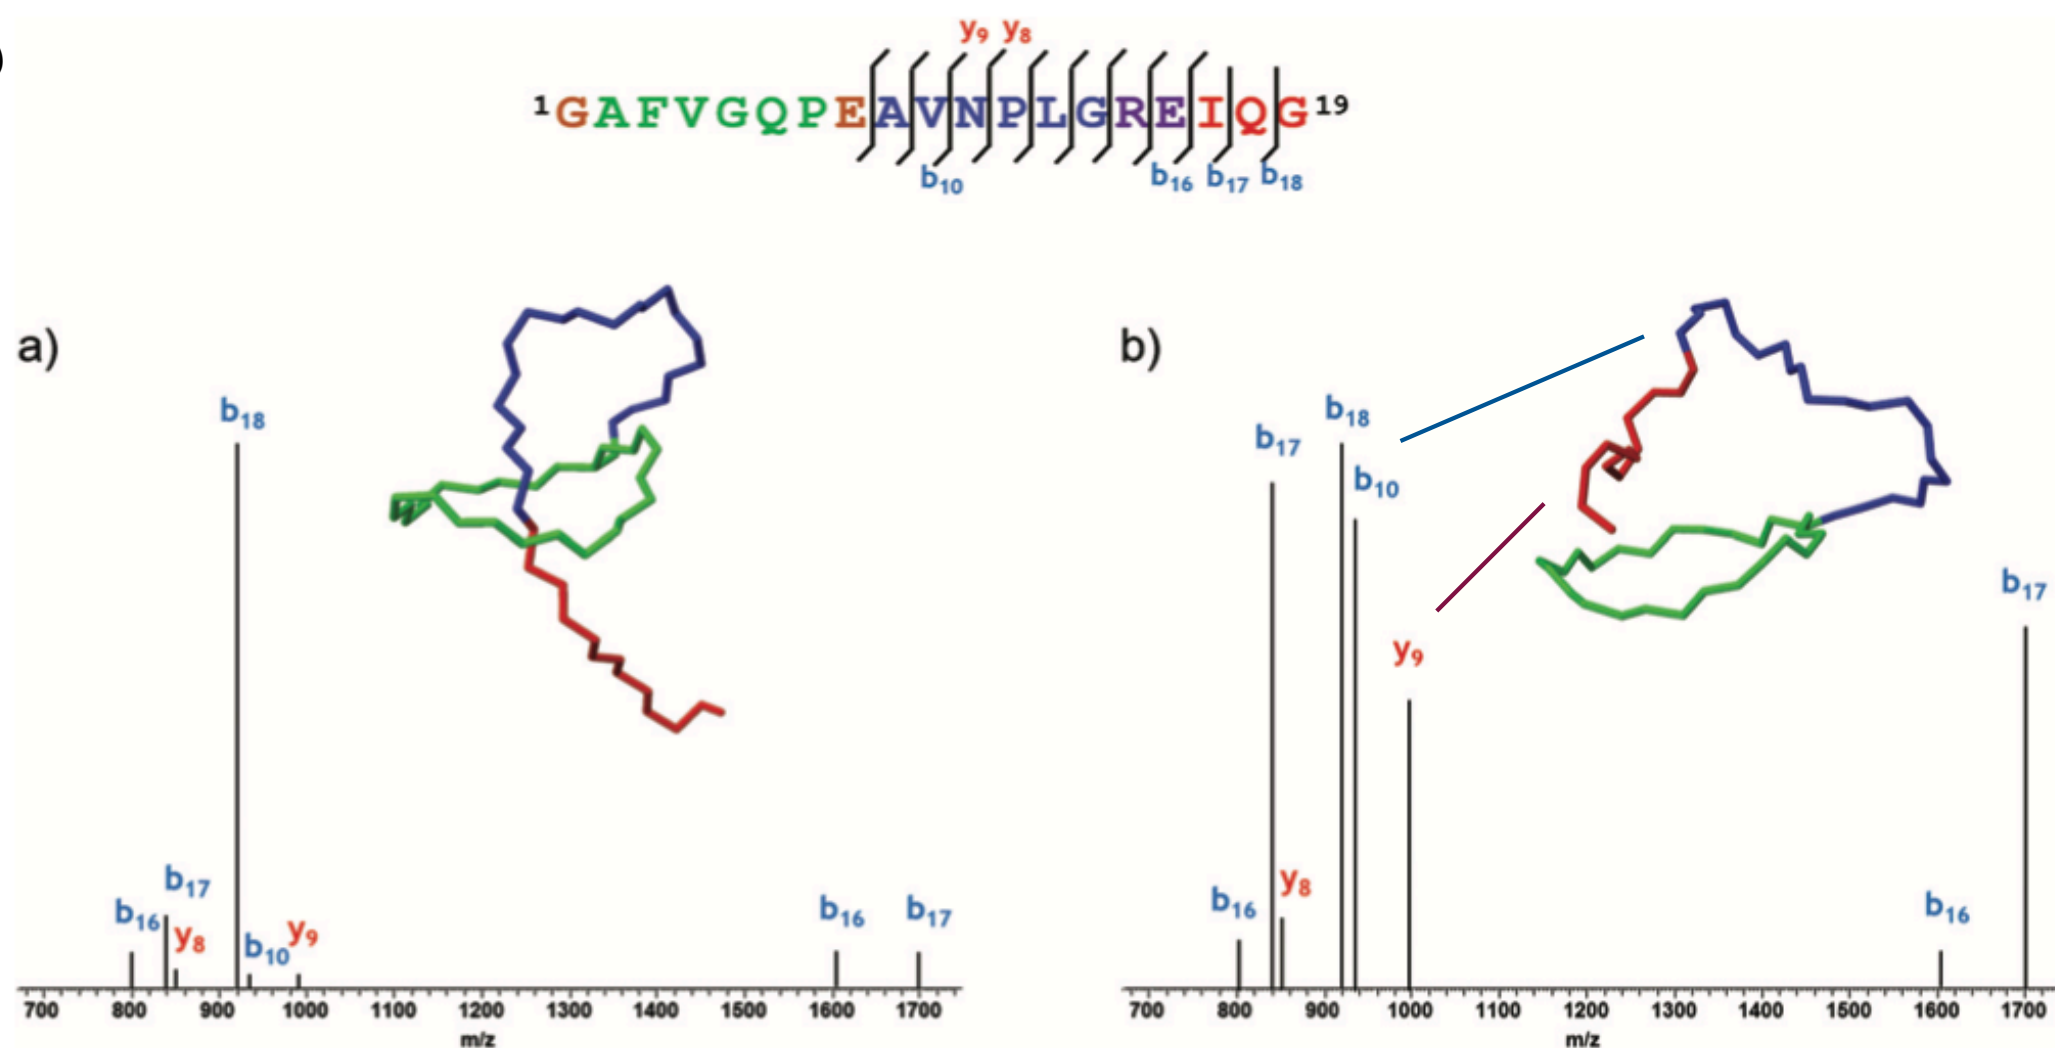 )
y9 y8
1GAFVGQPEAVNPLGREIQG19
b10 b16 b17 b18
a)
b18
b17
b16
y8
b10
y9
b16
b17
700 800 900 1000 1100 1200 1300 1400 1500 1600 1700
m/z
b)
b18
b17
b10
y9
b17
y8
b16
b16
700 800 900 1000 1100 1200 1300 1400 1500 1600 1700
m/z